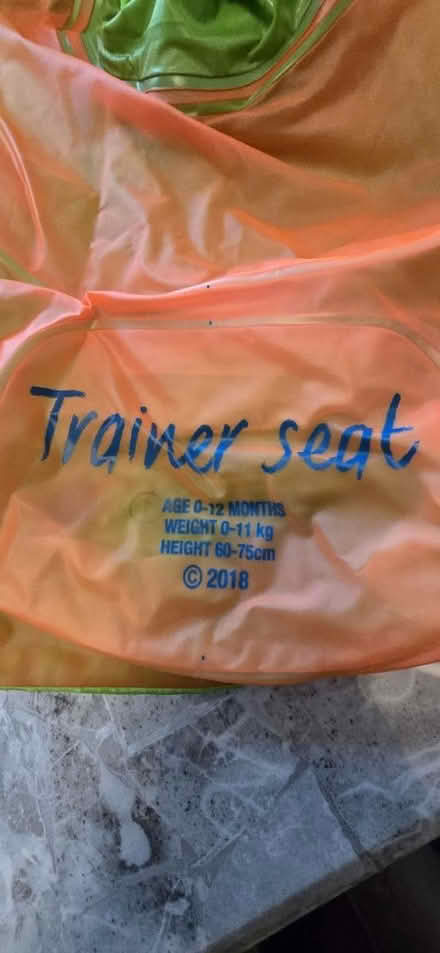 Trainer seat
AGE 0-12 MONTHS
WEIGHT 0-11 kg
HEIGHT 60-75cm
© 2018